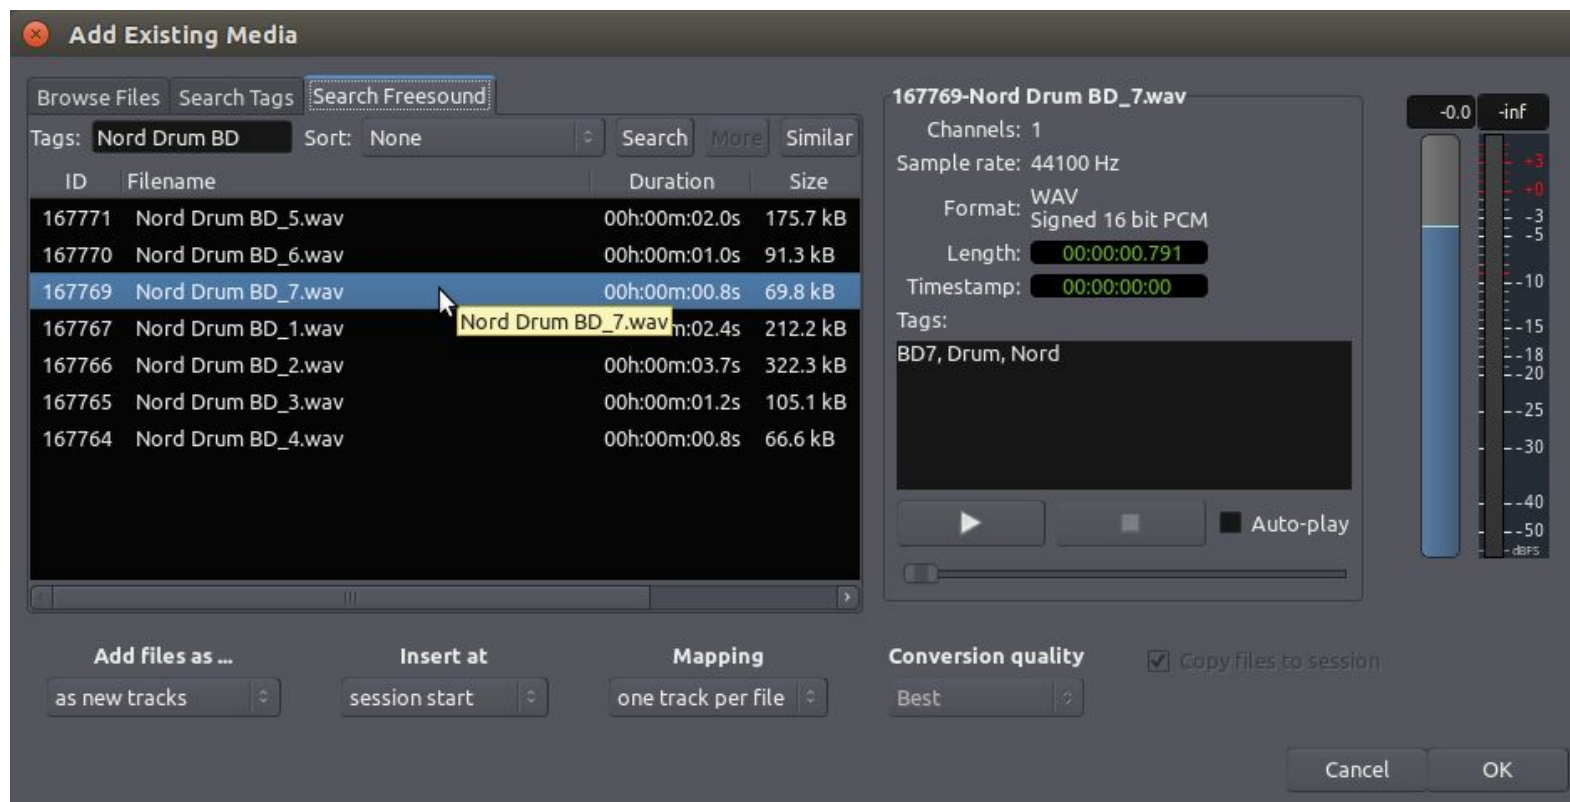 Add Existing Media
Browse Files Search Tags Search Freesound
Tags: Nord Drum BD Sort: None Search More Similar
ID Filename Duration Size
167771 Nord Drum BD_5.wav 00h:00m:02.0s 175.7 kB
167770 Nord Drum BD_6.wav 00h:00m:01.0s 91.3 kB
167769 Nord Drum BD_7.wav 00h:00m:00.8s 69.8 kB
Nord Drum BD_7.wav
167767 Nord Drum BD_1.wav m:02.4s 212.2 kB
167766 Nord Drum BD_2.wav 00h:00m:03.7s 322.3 kB
167765 Nord Drum BD_3.wav 00h:00m:01.2s 105.1 kB
167764 Nord Drum BD_4.wav 00h:00m:00.8s 66.6 kB
167769-Nord Drum BD_7.wav
Channels: 1
Sample rate: 44100 Hz
Format: WAV
Signed 16 bit PCM
Length: 00:00:00.791
Timestamp: 00:00:00:00
Tags:
BD7, Drum, Nord
Auto-play
-0.0 -inf
+3
+0
-3
-5
-10
-15
-18
-20
-25
-30
-40
-50
dBFS
Add files as ... Insert at Mapping Conversion quality Copy files to session
as new tracks session start one track per file Best
Cancel OK